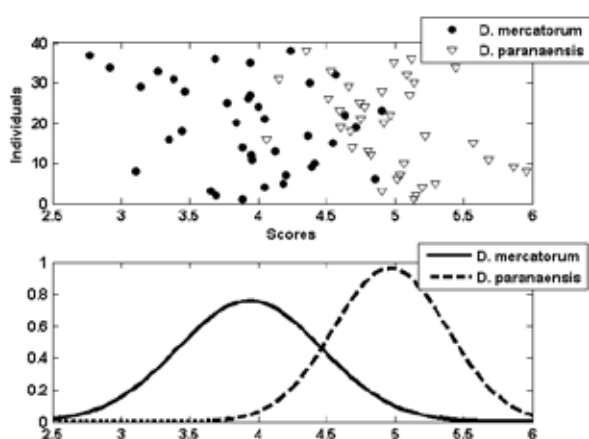 D. mercatorum
D. paranaensis
40
30
20
10
0
Individuals
2.5 3 3.5 4 4.5 5 5.5 6
Scores
D. mercatorum
D. paranaensis
1
0.8
0.6
0.4
0.2
0
2.5 3 3.5 4 4.5 5 5.5 6